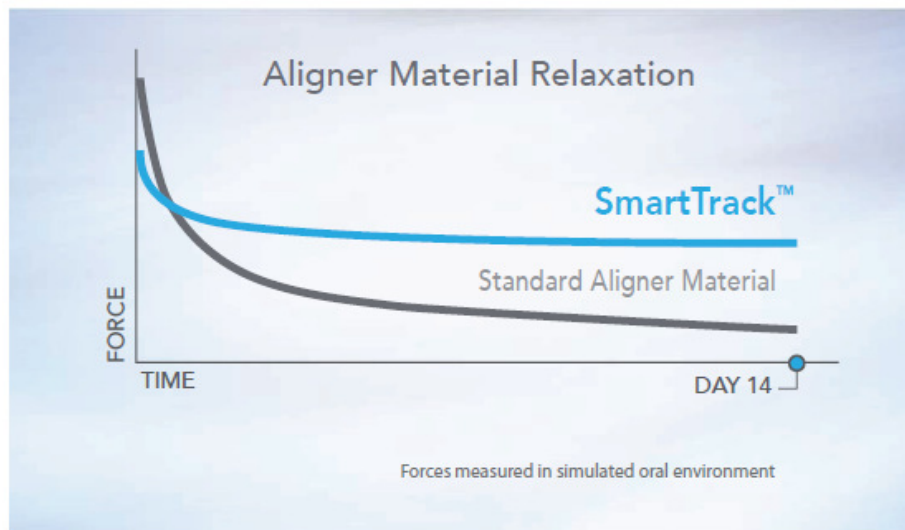 Aligner Material Relaxation
SmartTrack™
Standard Aligner Material
FORCE
TIME
DAY 14
Forces measured in simulated oral environment